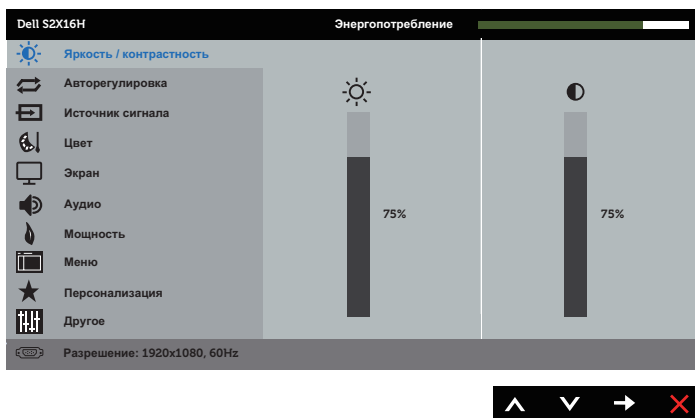 Dell S2X16H Энергопотребление
Яркость / контрастность
Авторегулировка
Источник сигнала
Цвет
Экран
Аудио
75% 75%
Мощность
Меню
Персонализация
Другое
Разрешение: 1920x1080, 60Hz